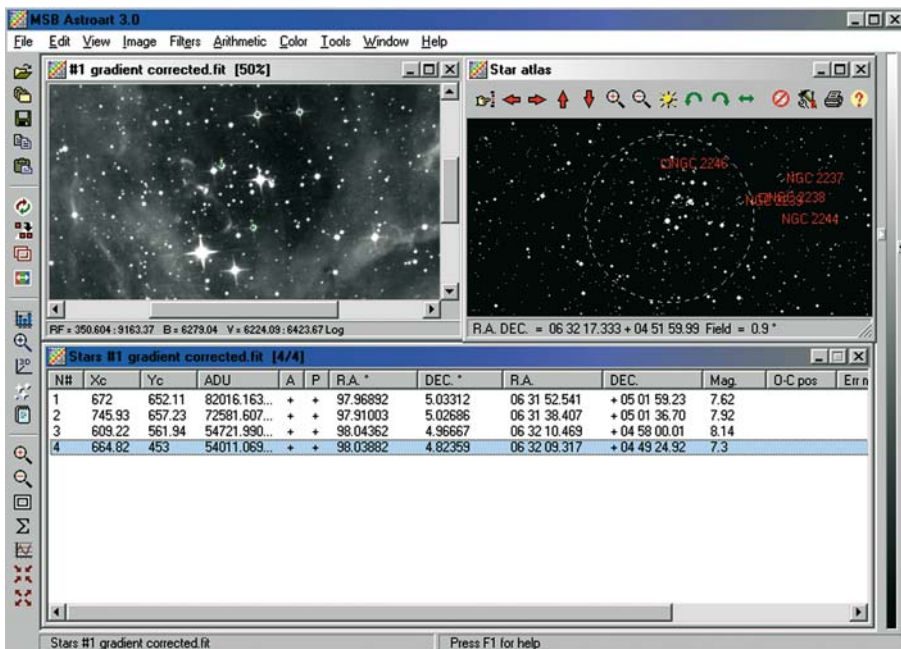 MSB Astroart 3.0
File Edit View Image Filters Arithmetic Color Tools Window Help
#1 gradient corrected.fit [50%]
RF = 350.604 : 9163.37 B = 6279.04 V = 6224.09 : 6423.67 Log
Star atlas
NGC 2246
NGC 2237
NGC 2239
NGC 2238
NGC 2244
R.A. DEC. = 06 32 17.333 + 04 51 59.99 Field = 0.9 °
Stars #1 gradient corrected.fit [4/4]
N# Xc Yc ADU A P R.A. ° DEC. ° R.A. DEC. Mag. O-C pos Err
1 672 652.11 82016.163... + + 97.96892 5.03312 06 31 52.541 + 05 01 59.23 7.62
2 745.93 657.23 72581.607... + + 97.91003 5.02686 06 31 38.407 + 05 01 36.70 7.92
3 609.22 561.94 54721.990... + + 98.04362 4.96667 06 32 10.469 + 04 58 00.01 8.14
4 664.82 453 54011.069... + + 98.03882 4.82359 06 32 09.317 + 04 49 24.92 7.3
Stars #1 gradient corrected.fit
Press F1 for help